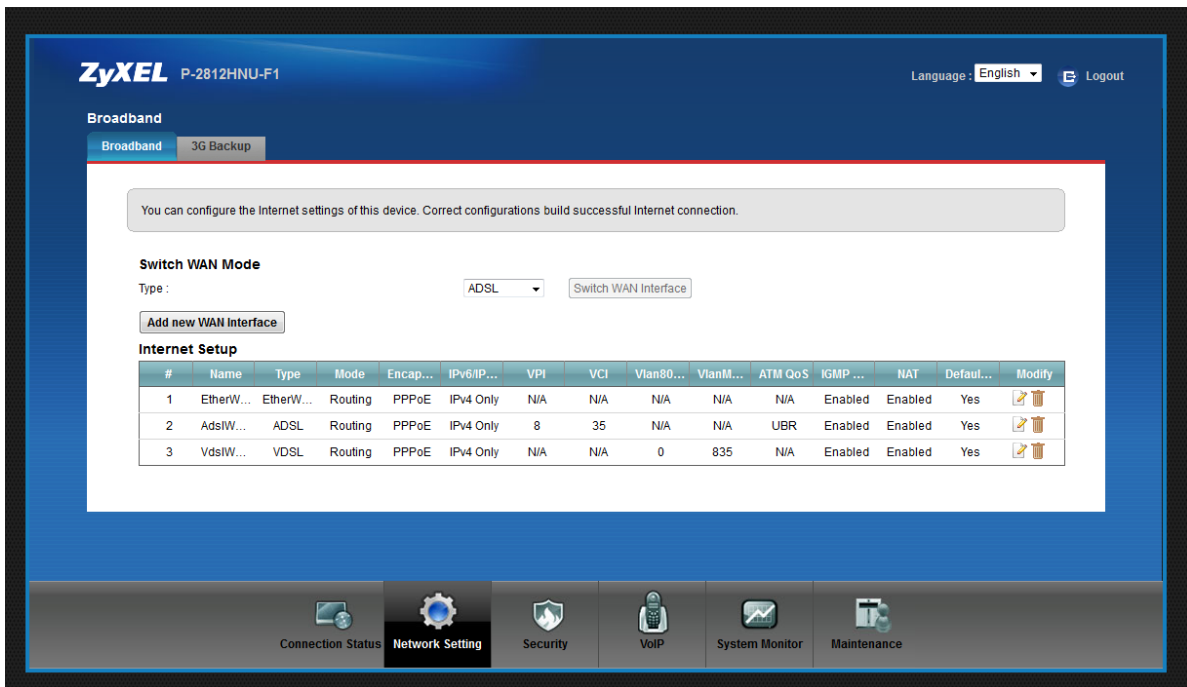 ZyXEL P-2812HNU-F1
Language : English
Logout
Broadband
Broadband 3G Backup
You can configure the Internet settings of this device. Correct configurations build successful Internet connection.
Switch WAN Mode
Type : ADSL Switch WAN Interface
Add new WAN Interface
Internet Setup
# Name Type Mode Encap... IPv6/IP... VPI VCI Vlan80... VlanM... ATM QoS IGMP ... NAT Defaul... Modify
1 EtherW... EtherW... Routing PPPoE IPv4 Only N/A N/A N/A N/A N/A Enabled Enabled Yes
2 AdslW... ADSL Routing PPPoE IPv4 Only 8 35 N/A N/A UBR Enabled Enabled Yes
3 VdslW... VDSL Routing PPPoE IPv4 Only N/A N/A 0 835 N/A Enabled Enabled Yes
Connection Status Network Setting Security VoIP System Monitor Maintenance